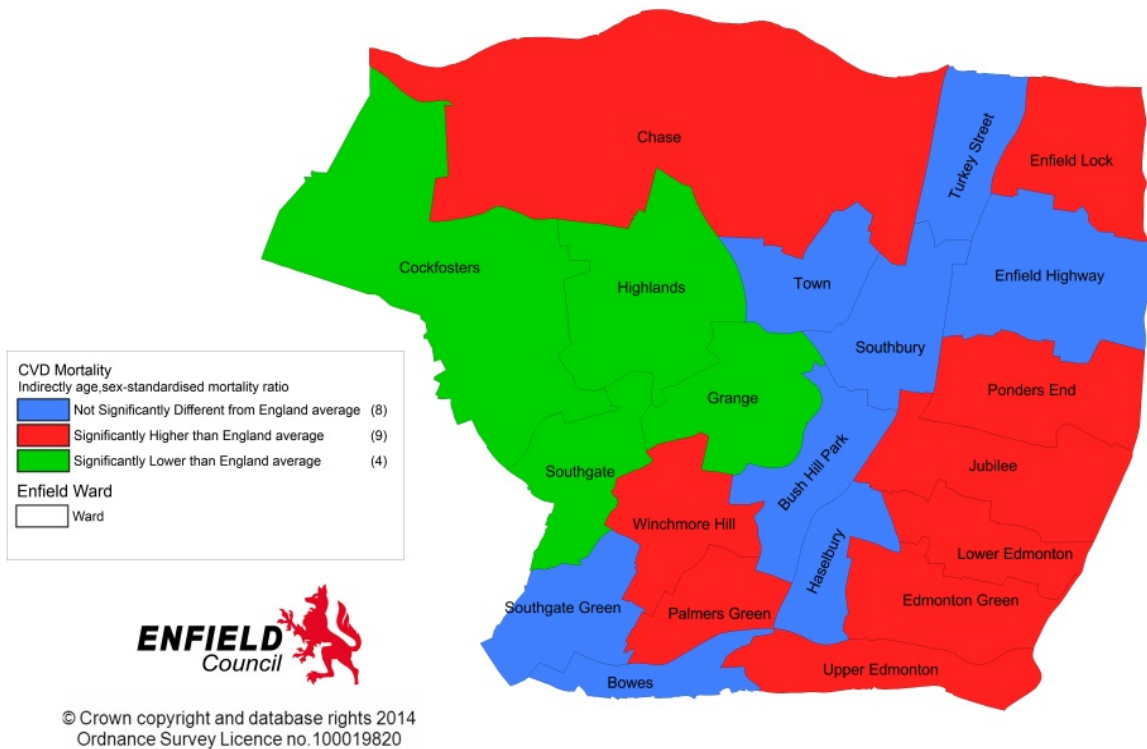 Chase
Turkey Street
Enfield Lock
Cockfosters
Highlands
Town
Enfield Highway
Southbury
Ponders End
Grange
Bush Hill Park
Jubilee
Southgate
Winchmore Hill
Haselbury
Lower Edmonton
Edmonton Green
Southgate Green
Palmers Green
Upper Edmonton
Bowes
CVD Mortality
Indirectly age,sex-standardised mortality ratio
Not Significantly Different from England average (8)
Significantly Higher than England average (9)
Significantly Lower than England average (4)
Enfield Ward
Ward
ENFIELD
Council
© Crown copyright and database rights 2014
Ordnance Survey Licence no.100019820